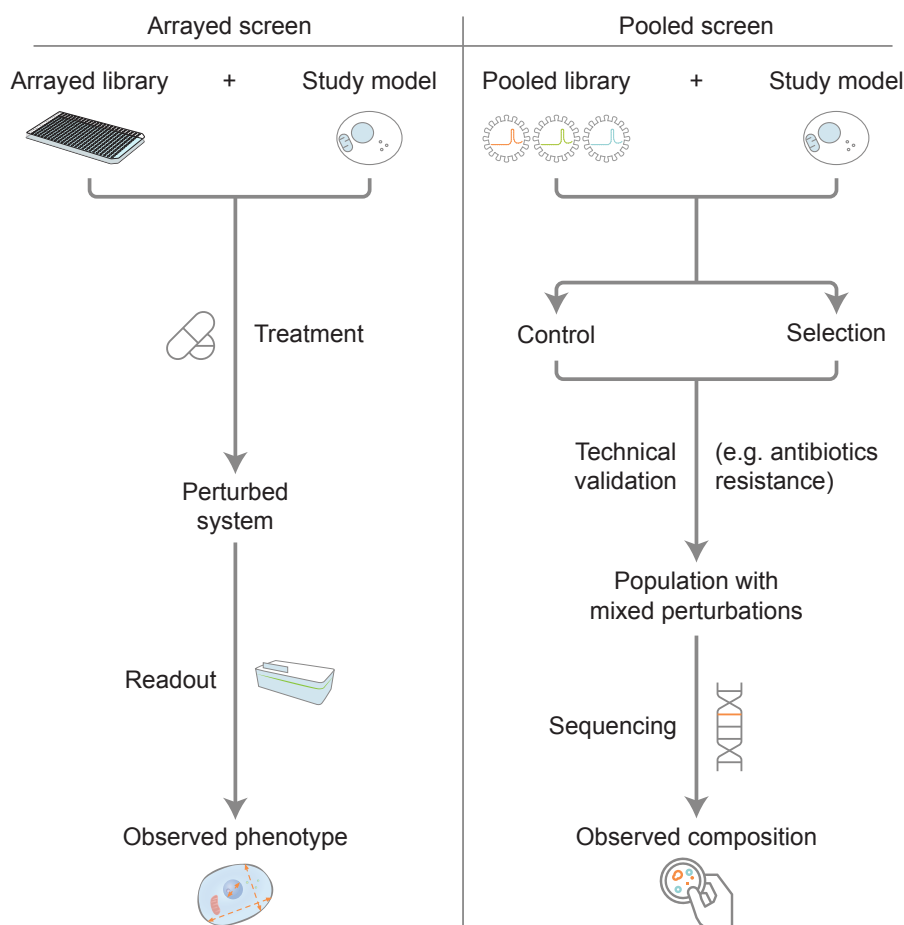 Arrayed screen
Arrayed library + Study model
Treatment
Perturbed
system
Readout
Observed phenotype
Pooled screen
Pooled library + Study model
Control
Selection
Technical
validation
(e.g. antibiotics
resistance)
Population with
mixed perturbations
Sequencing
Observed composition